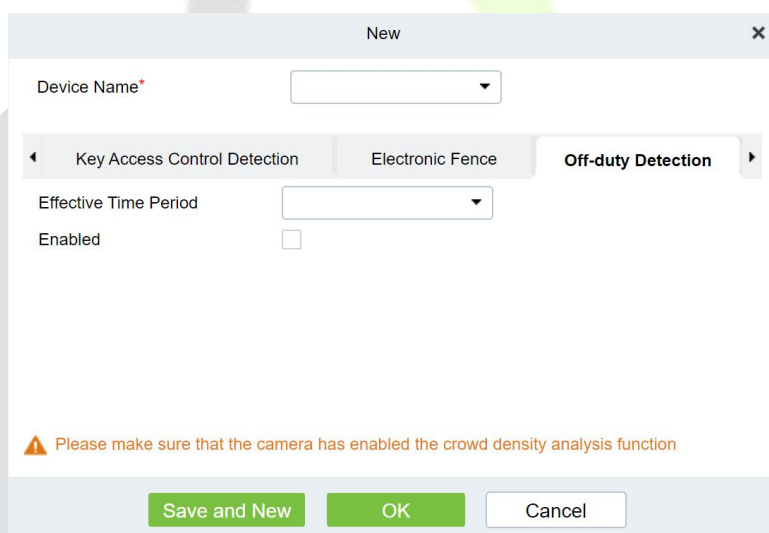 New
Device Name*
Key Access Control Detection Electronic Fence Off-duty Detection
Effective Time Period
Enabled
Please make sure that the camera has enabled the crowd density analysis function
Save and New OK Cancel